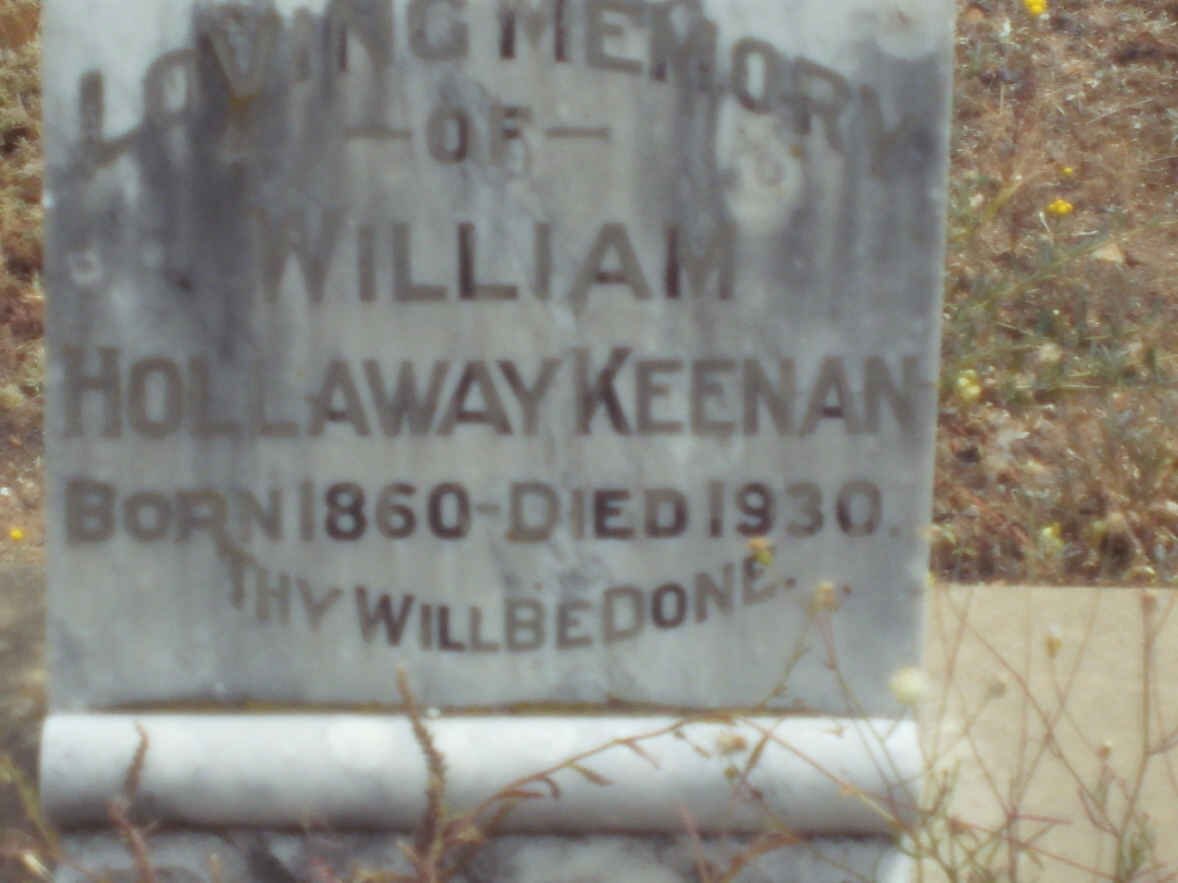 LOVING MEMORY
— OF —
WILLIAM
HOLLAWAY KEENAN
BORN 1860-DIED 1930.
THY WILL BE DONE.